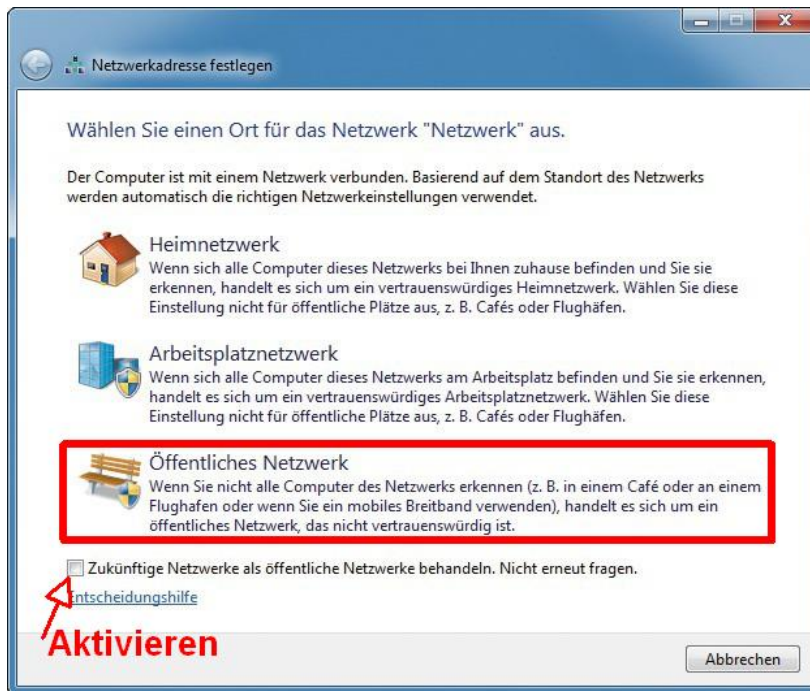 Netzwerkadresse festlegen
Wählen Sie einen Ort für das Netzwerk "Netzwerk" aus.
Der Computer ist mit einem Netzwerk verbunden. Basierend auf dem Standort des Netzwerks
werden automatisch die richtigen Netzwerkeinstellungen verwendet.
Heimnetzwerk
Wenn sich alle Computer dieses Netzwerks bei Ihnen zuhause befinden und Sie sie
erkennen, handelt es sich um ein vertrauenswürdiges Heimnetzwerk. Wählen Sie diese
Einstellung nicht für öffentliche Plätze aus, z. B. Cafés oder Flughäfen.
Arbeitsplatznetzwerk
Wenn sich alle Computer dieses Netzwerks am Arbeitsplatz befinden und Sie sie erkennen,
handelt es sich um ein vertrauenswürdiges Arbeitsplatznetzwerk. Wählen Sie diese
Einstellung nicht für öffentliche Plätze aus, z. B. Cafés oder Flughäfen.
Öffentliches Netzwerk
Wenn Sie nicht alle Computer des Netzwerks erkennen (z. B. in einem Café oder an einem
Flughafen oder wenn Sie ein mobiles Breitband verwenden), handelt es sich um ein
öffentliches Netzwerk, das nicht vertrauenswürdig ist.
Zukünftige Netzwerke als öffentliche Netzwerke behandeln. Nicht erneut fragen.
Entscheidungshilfe
Aktivieren
Abbrechen